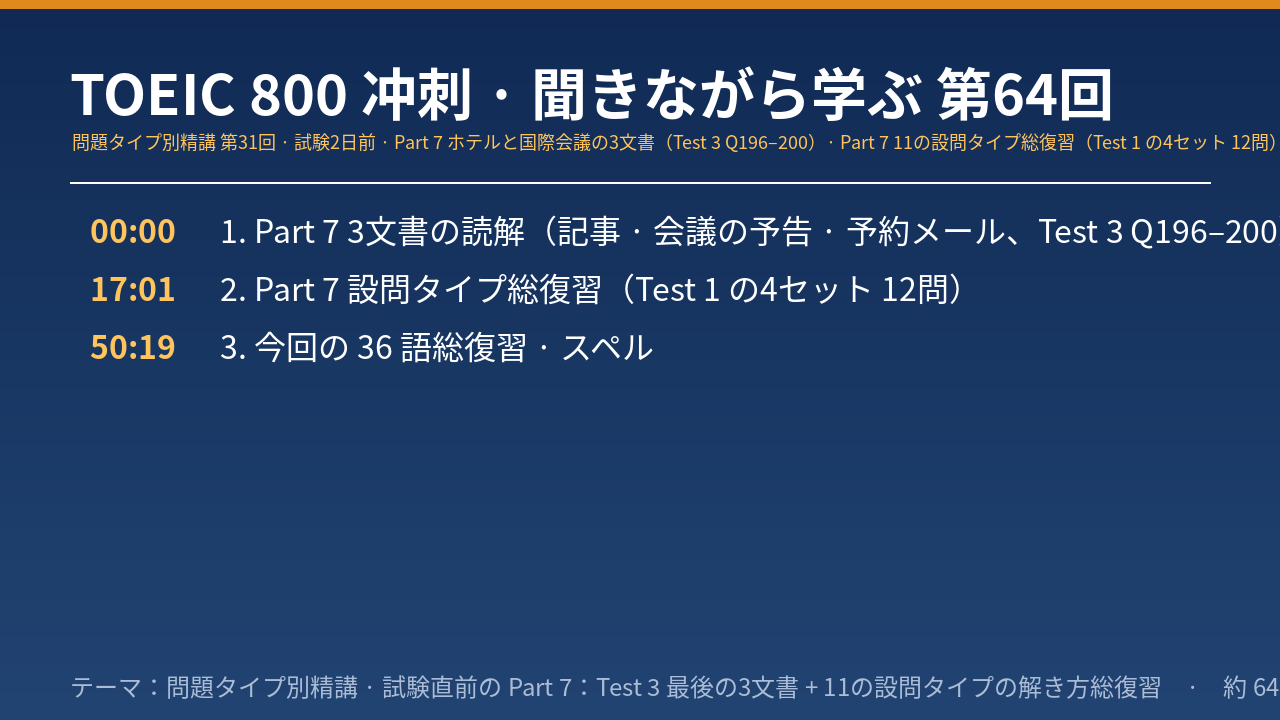 TOEIC 800 冲刺・聞きながら学ぶ 第64回
問題タイプ別精講 第31回・試験2日前・Part 7 ホテルと国際会議の3文書（Test 3 Q196–200）・Part 7 11の設問タイプ総復習（Test 1 の4セット 12問）
00:00 1. Part 7 3文書の読解（記事・会議の予告・予約メール、Test 3 Q196–200
17:01 2. Part 7 設問タイプ総復習（Test 1 の4セット 12問）
50:19 3. 今回の 36 語総復習・スペル
テーマ：問題タイプ別精講・試験直前の Part 7：Test 3 最後の3文書 + 11の設問タイプの解き方総復習 ・ 約 64